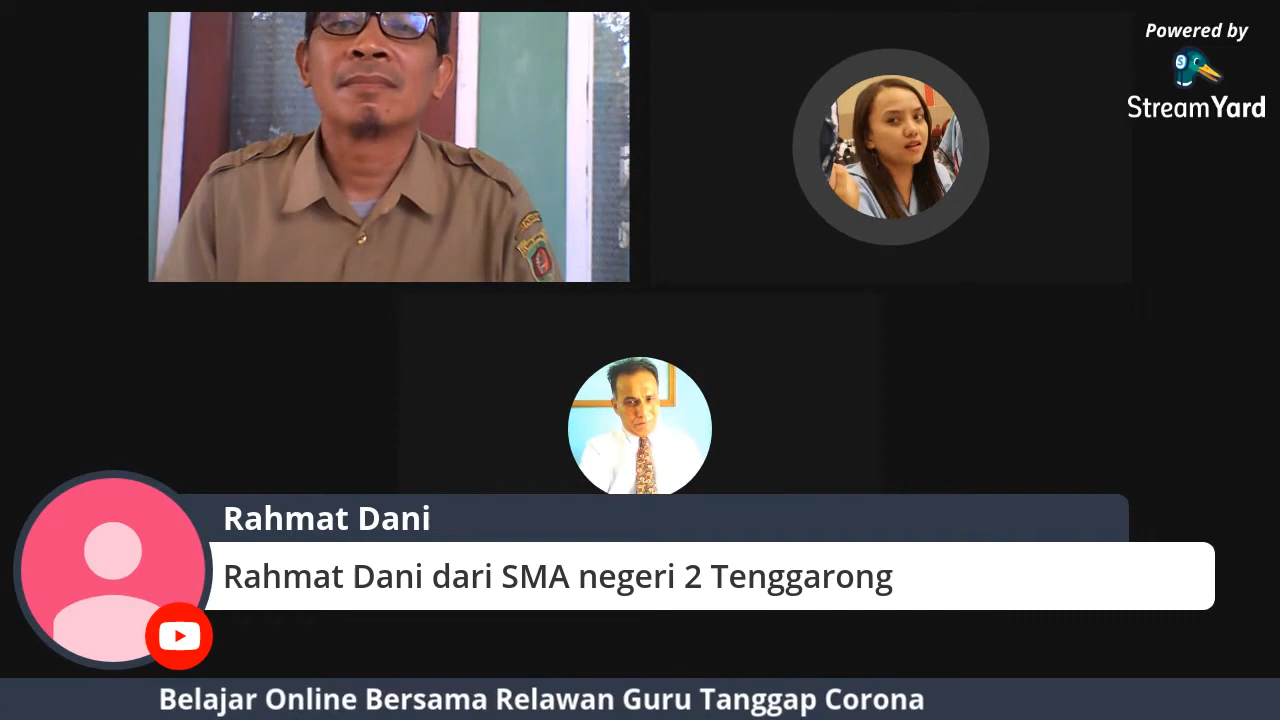 Powered by
StreamYard
Rahmat Dani
Rahmat Dani dari SMA negeri 2 Tenggarong
Belajar Online Bersama Relawan Guru Tanggap Corona